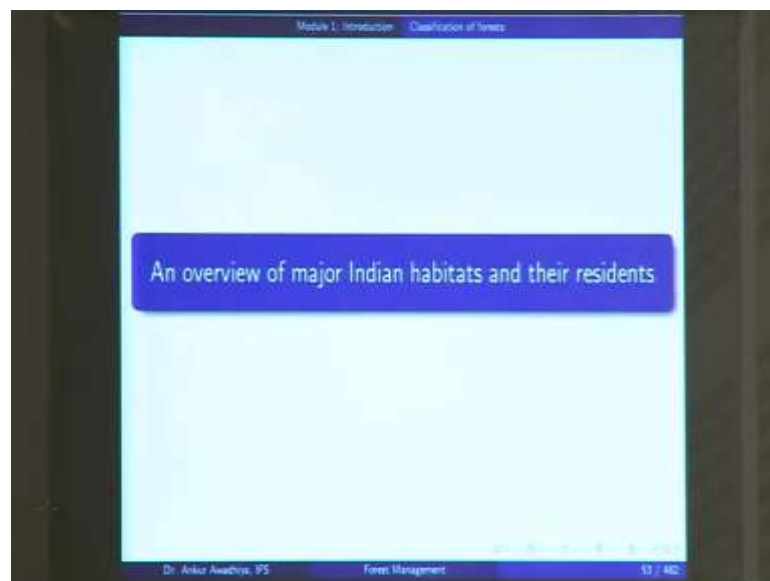 Module 1: Introduction Classification of forests
An overview of major Indian habitats and their residents
Dr. Ankur Awadhiya, IFS Forest Management 53 / 482